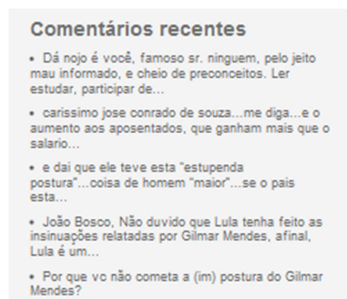 Comentários recentes
• Dá nojo é você, famoso sr. ninguem, pelo jeito
mau informado, e cheio de preconceitos. Ler
estudar, participar de...
• carissimo jose conrado de souza...me diga...e o
aumento aos aposentados, que ganham mais que o
salario...
• e dai que ele teve esta "estupenda
postura"...coisa de homem "maior"...se o pais
esta...
• João Bosco, Não duvido que Lula tenha feito as
insinuações relatadas por Gilmar Mendes, afinal,
Lula é um...
• Por que vc não cometa a (im) postura do Gilmar
Mendes?